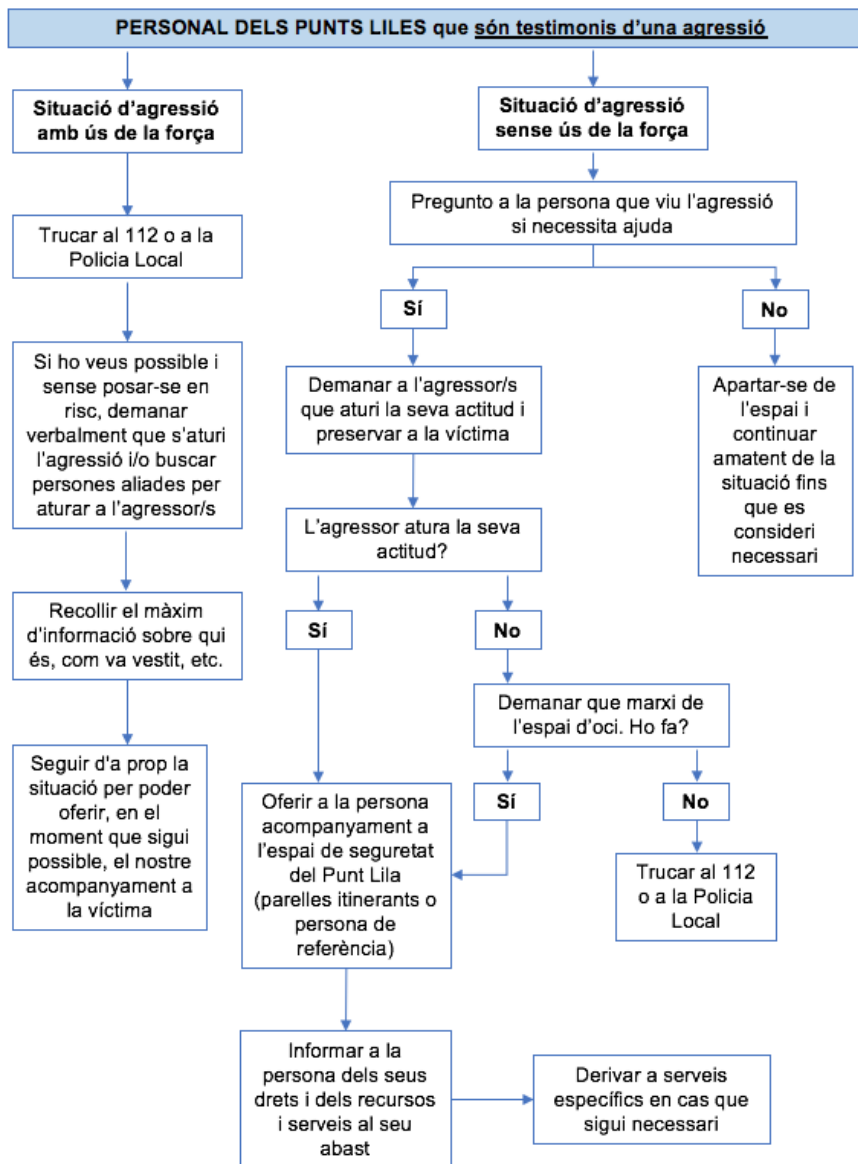 PERSONAL DELS PUNTS LILES que són testimonis d'una agressió
Situació d'agressió
amb ús de la força
Trucar al 112 o a la
Policia Local
Si ho veus possible i
sense posar-se en
risc, demanar
verbalment que s'aturi
l'agressió i/o buscar
persones aliades per
aturar a l'agressor/s
Recollir el màxim
d'informació sobre qui
és, com va vestit, etc.
Seguir d'a prop la
situació per poder
oferir, en el
moment que sigui
possible, el nostre
acompanyament a
la víctima
Situació d'agressió
sense ús de la força
Pregunto a la persona que viu l'agressió
si necessita ajuda
Sí
No
Demanar a l'agressor/s
que aturi la seva actitud i
preservar a la víctima
Apartar-se de
l'espai i
continuar
amatent de la
situació fins
que es
consideri
necessari
L'agressor atura la seva
actitud?
Sí
No
Demanar que marxi de
l'espai d'oci. Ho fa?
Sí
No
Oferir a la persona
acompanyament a
l'espai de seguretat
del Punt Lila
(parelles itinerants o
persona de
referència)
Trucar al 112
o a la Policia
Local
Informar a la
persona dels seus
drets i dels recursos
i serveis al seu
abast
Derivar a serveis
específics en cas que
sigui necessari